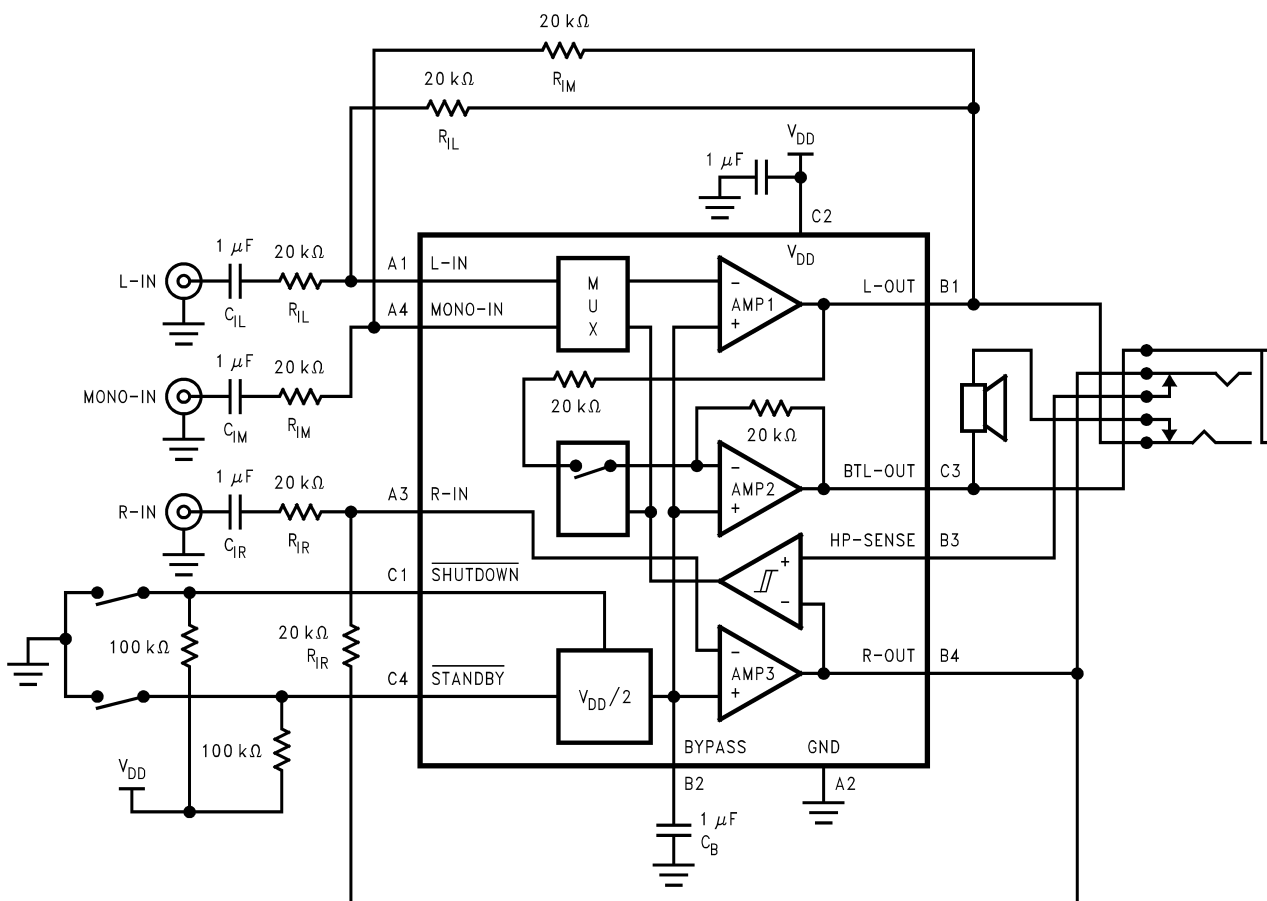 20 kΩ
R_IM
20 kΩ
R_IL
V_DD
1 μF
C2
V_DD
1 μF
20 kΩ
L-IN
C_IL
R_IL
A1
L-IN
A4
MONO-IN
M
U
X
-
AMP1
+
L-OUT
B1
1 μF
20 kΩ
MONO-IN
C_IM
R_IM
20 kΩ
20 kΩ
-
AMP2
+
BTL-OUT
C3
1 μF
20 kΩ
R-IN
C_IR
R_IR
A3
R-IN
HP-SENSE
B3
+
-
C1
S̅H̅U̅T̅D̅O̅W̅N̅
100 kΩ
20 kΩ
R_IR
C4
S̅T̅A̅N̅D̅B̅Y̅
V_DD/2
-
AMP3
+
R-OUT
B4
100 kΩ
V_DD
BYPASS
GND
B2
A2
1 μF
C_B